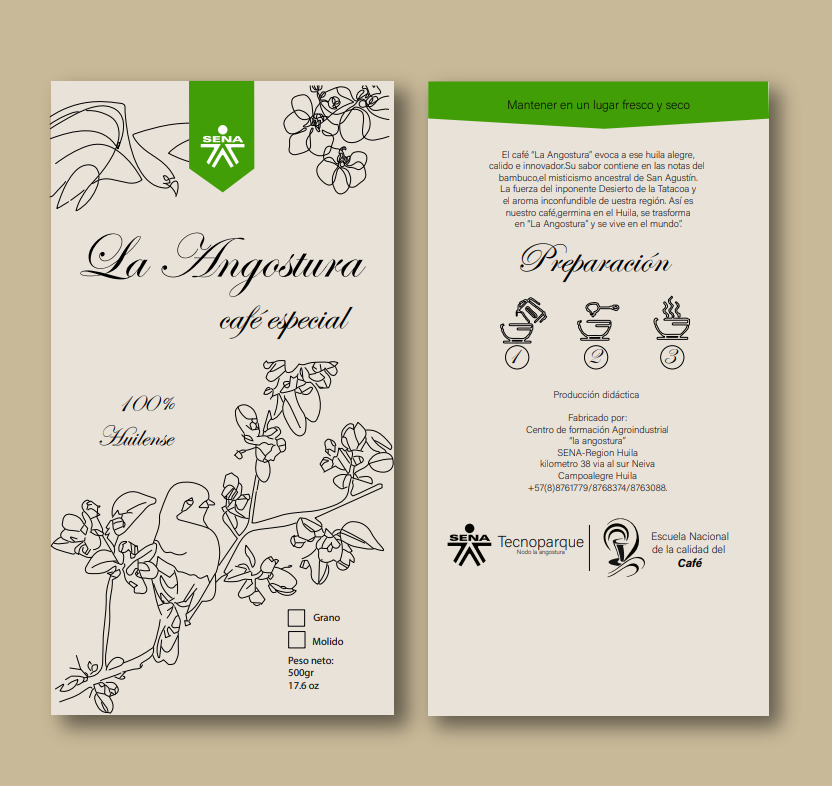 SENA
La Angostura
café especial
100%
Huilense
Grano
Molido
Peso neto:
500gr
17.6 oz
Mantener en un lugar fresco y seco
El café "La Angostura" evoca a ese huila alegre,
calido e innovador.Su sabor contiene en las notas del
bambuco,el misticismo ancestral de San Agustín.
La fuerza del inponente Desierto de la Tatacoa y
el aroma inconfundible de uestra región. Así es
nuestro café,germina en el Huila, se trasforma
en "La Angostura" y se vive en el mundo".
Preparación
1 2 3
Producción didáctica
Fabricado por:
Centro de formación Agroindustrial
"la angostura"
SENA-Region Huila
kilometro 38 via al sur Neiva
Campoalegre Huila
+57(8)8761779/8768374/8763088.
SENA
Tecnoparque
Nodo la angostura
Escuela Nacional
de la calidad del
Café